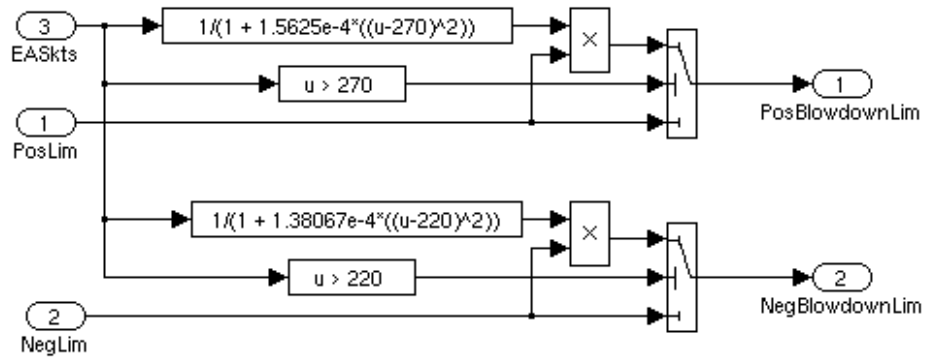 3
1/(1 + 1.5625e-4*((u-270)^2))
×
EASkts
u > 270
1
PosBlowdownLim
1
PosLim
1/(1 + 1.38067e-4*((u-220)^2))
×
u > 220
2
NegBlowdownLim
2
NegLim